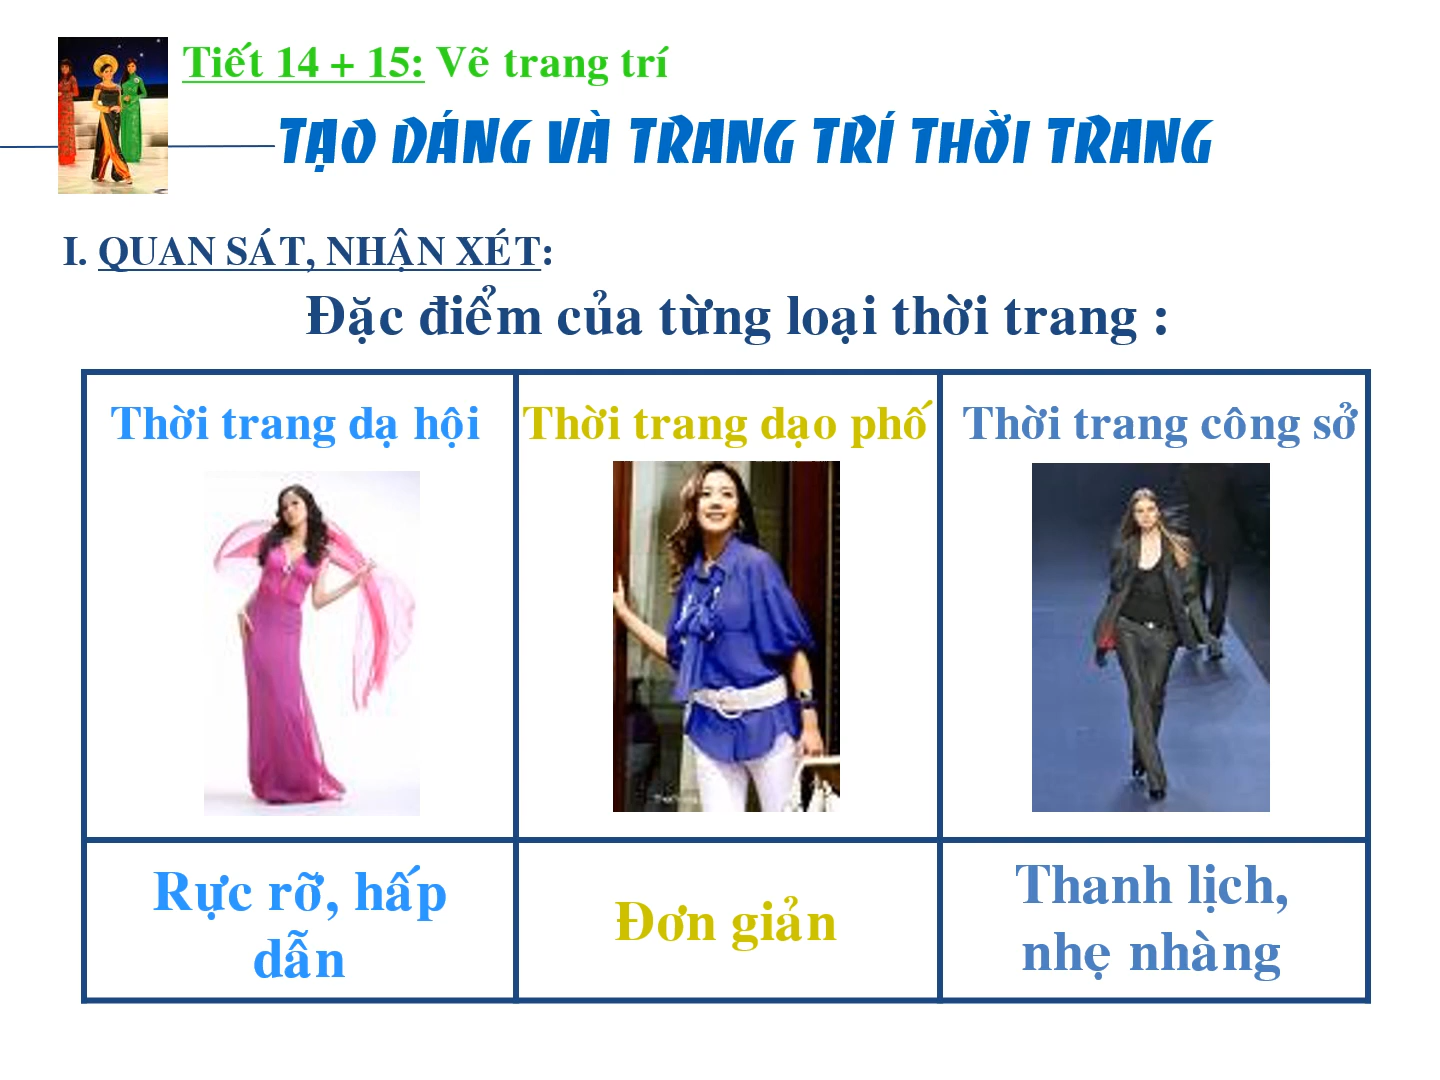 Tiết 14 + 15: Vẽ trang trí
TẠO DÁNG VÀ TRANG TRÍ THỜI TRANG
I. QUAN SÁT, NHẬN XÉT:
Đặc điểm của từng loại thời trang :
Thời trang dạ hội
Thời trang dạo phố
Thời trang công sở
Rực rỡ, hấp
dẫn
Đơn giản
Thanh lịch,
nhẹ nhàng